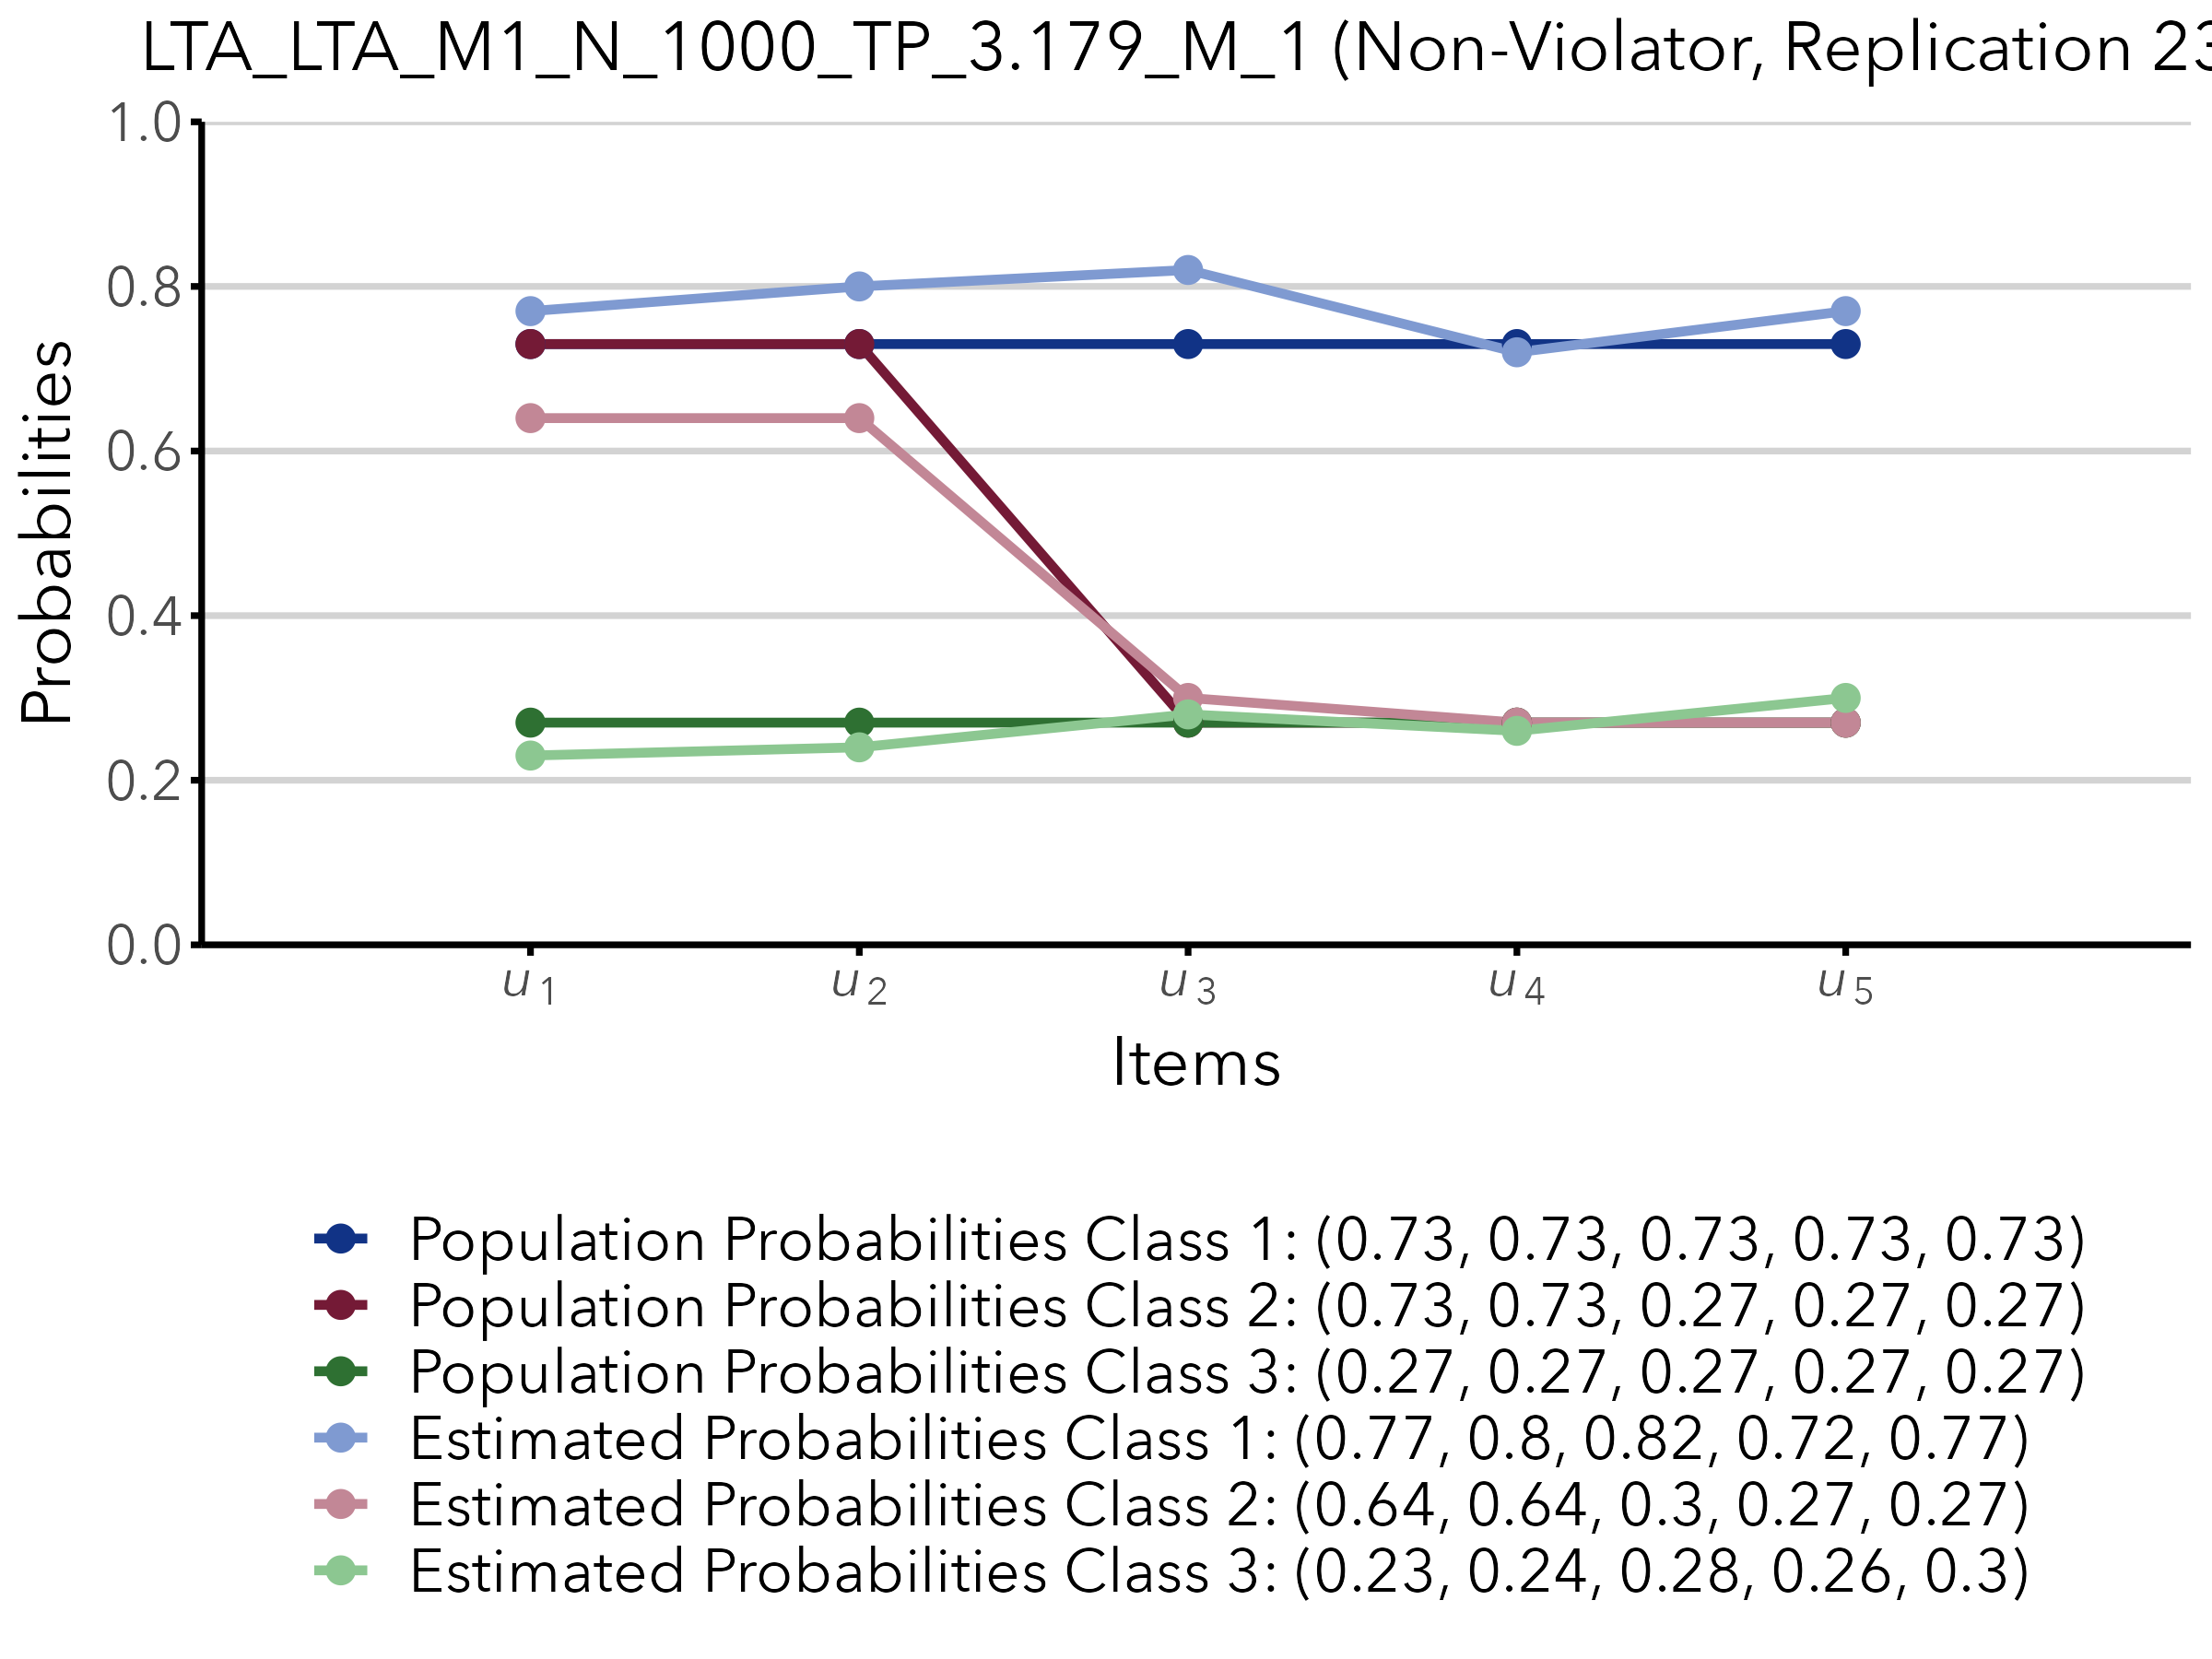 LTA_LTA_M1_N_1000_TP_3.179_M_1 (Non-Violator, Replication 23
1.0
0.8
0.6
0.4
0.2
0.0
Probabilities
u1 u2 u3 u4 u5
Items
Population Probabilities Class 1: (0.73, 0.73, 0.73, 0.73, 0.73)
Population Probabilities Class 2: (0.73, 0.73, 0.27, 0.27, 0.27)
Population Probabilities Class 3: (0.27, 0.27, 0.27, 0.27, 0.27)
Estimated Probabilities Class 1: (0.77, 0.8, 0.82, 0.72, 0.77)
Estimated Probabilities Class 2: (0.64, 0.64, 0.3, 0.27, 0.27)
Estimated Probabilities Class 3: (0.23, 0.24, 0.28, 0.26, 0.3)